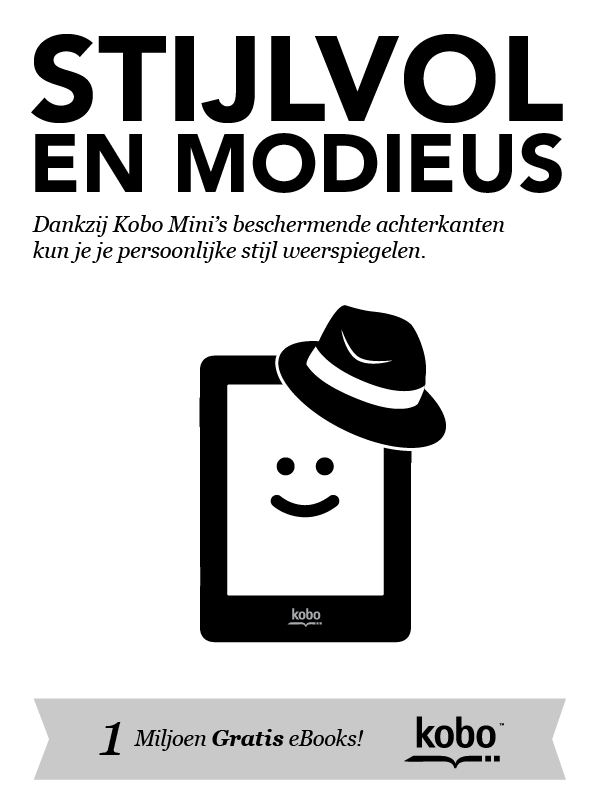 STIJLVOL
EN MODIEUS
Dankzij Kobo Mini's beschermende achterkanten
kun je je persoonlijke stijl weerspiegelen.
kobo
1 Miljoen Gratis eBooks!
kobo™